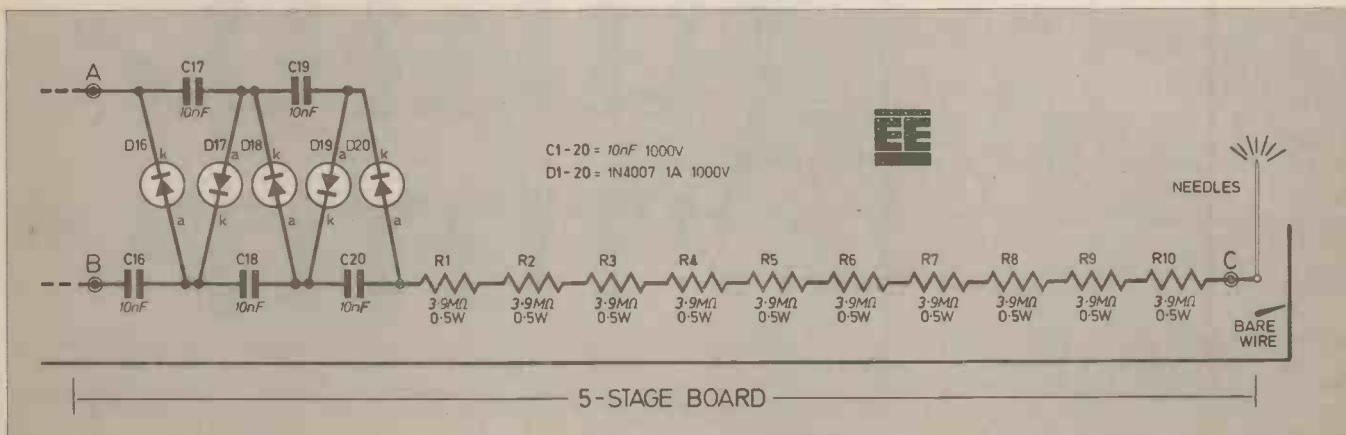 A
C17
10nF
C19
10nF
D16
k
a
D17
a
k
D18
k
a
D19
a
k
D20
k
a
B
C16
10nF
C18
10nF
C20
10nF
C1-20 = 10nF 1000V
D1-20 = 1N4007 1A 1000V
EE
NEEDLES
R1
3·9MΩ
0·5W
R2
3·9MΩ
0·5W
R3
3·9MΩ
0·5W
R4
3·9MΩ
0·5W
R5
3·9MΩ
0·5W
R6
3·9MΩ
0·5W
R7
3·9MΩ
0·5W
R8
3·9MΩ
0·5W
R9
3·9MΩ
0·5W
R10
3·9MΩ
0·5W
C
BARE
WIRE
5-STAGE BOARD